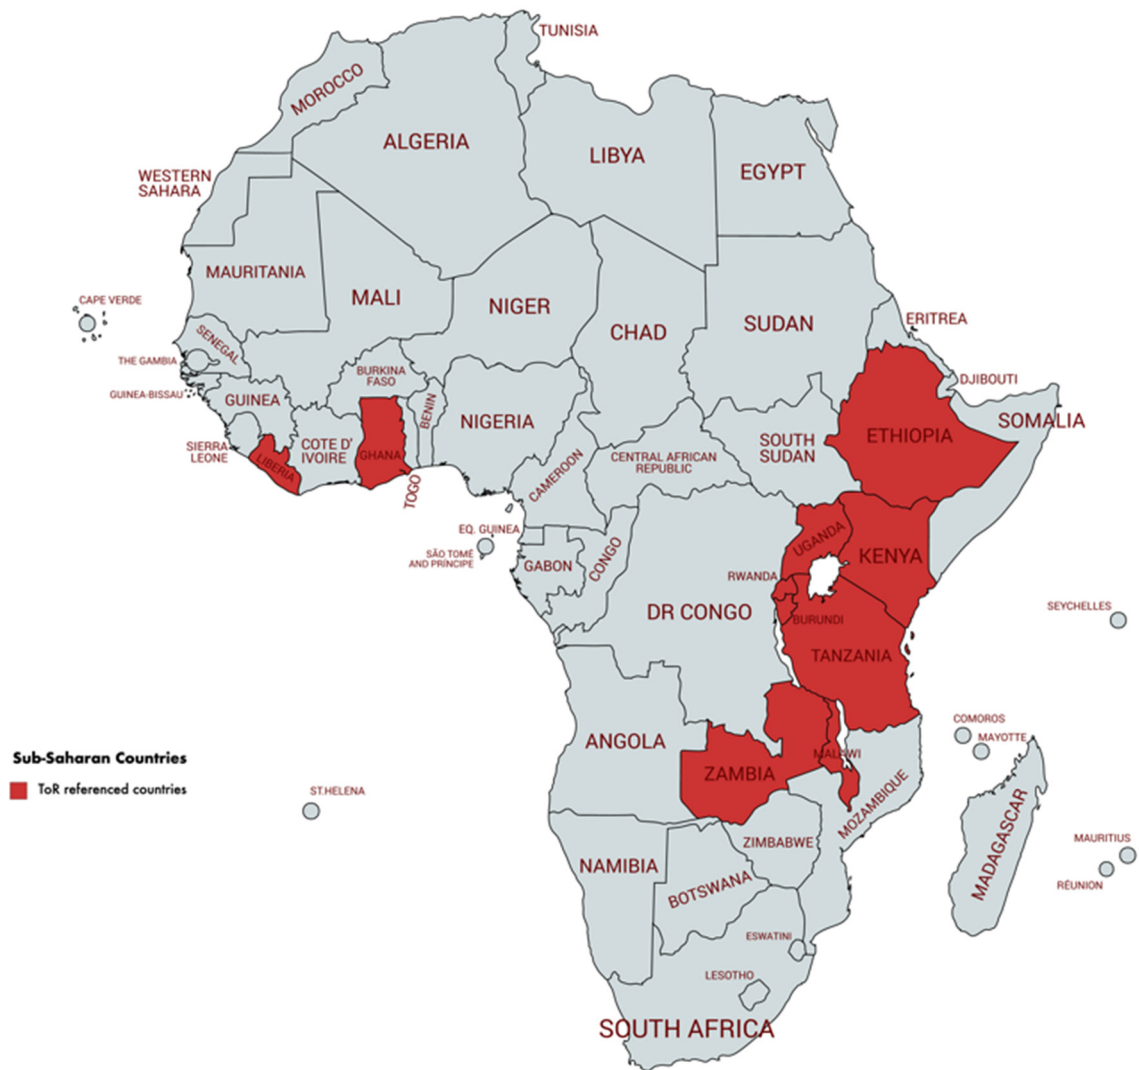 TUNISIA
MOROCCO
ALGERIA
LIBYA
EGYPT
WESTERN
SAHARA
MAURITANIA
MALI
NIGER
CHAD
SUDAN
ERITREA
CAPE VERDE
SENEGAL
THE GAMBIA
GUINEA-BISSAU
GUINEA
BURKINA
FASO
BENIN
NIGERIA
DJIBOUTI
SOMALIA
ETHIOPIA
SOUTH
SUDAN
SIERRA
LEONE
LIBERIA
COTE D'
IVOIRE
GHANA
TOGO
CAMEROON
CENTRAL AFRICAN
REPUBLIC
EQ. GUINEA
SÃO TOMÉ
AND PRÍNCIPE
GABON
CONGO
UGANDA
KENYA
RWANDA
DR CONGO
BURUNDI
TANZANIA
SEYCHELLES
COMOROS
MAYOTTE
ANGOLA
ZAMBIA
MALAWI
MOZAMBIQUE
Sub-Saharan Countries
ToR referenced countries
ST.HELENA
MADAGASCAR
MAURITIUS
RÉUNION
ZIMBABWE
NAMIBIA
BOTSWANA
ESWATINI
LESOTHO
SOUTH AFRICA